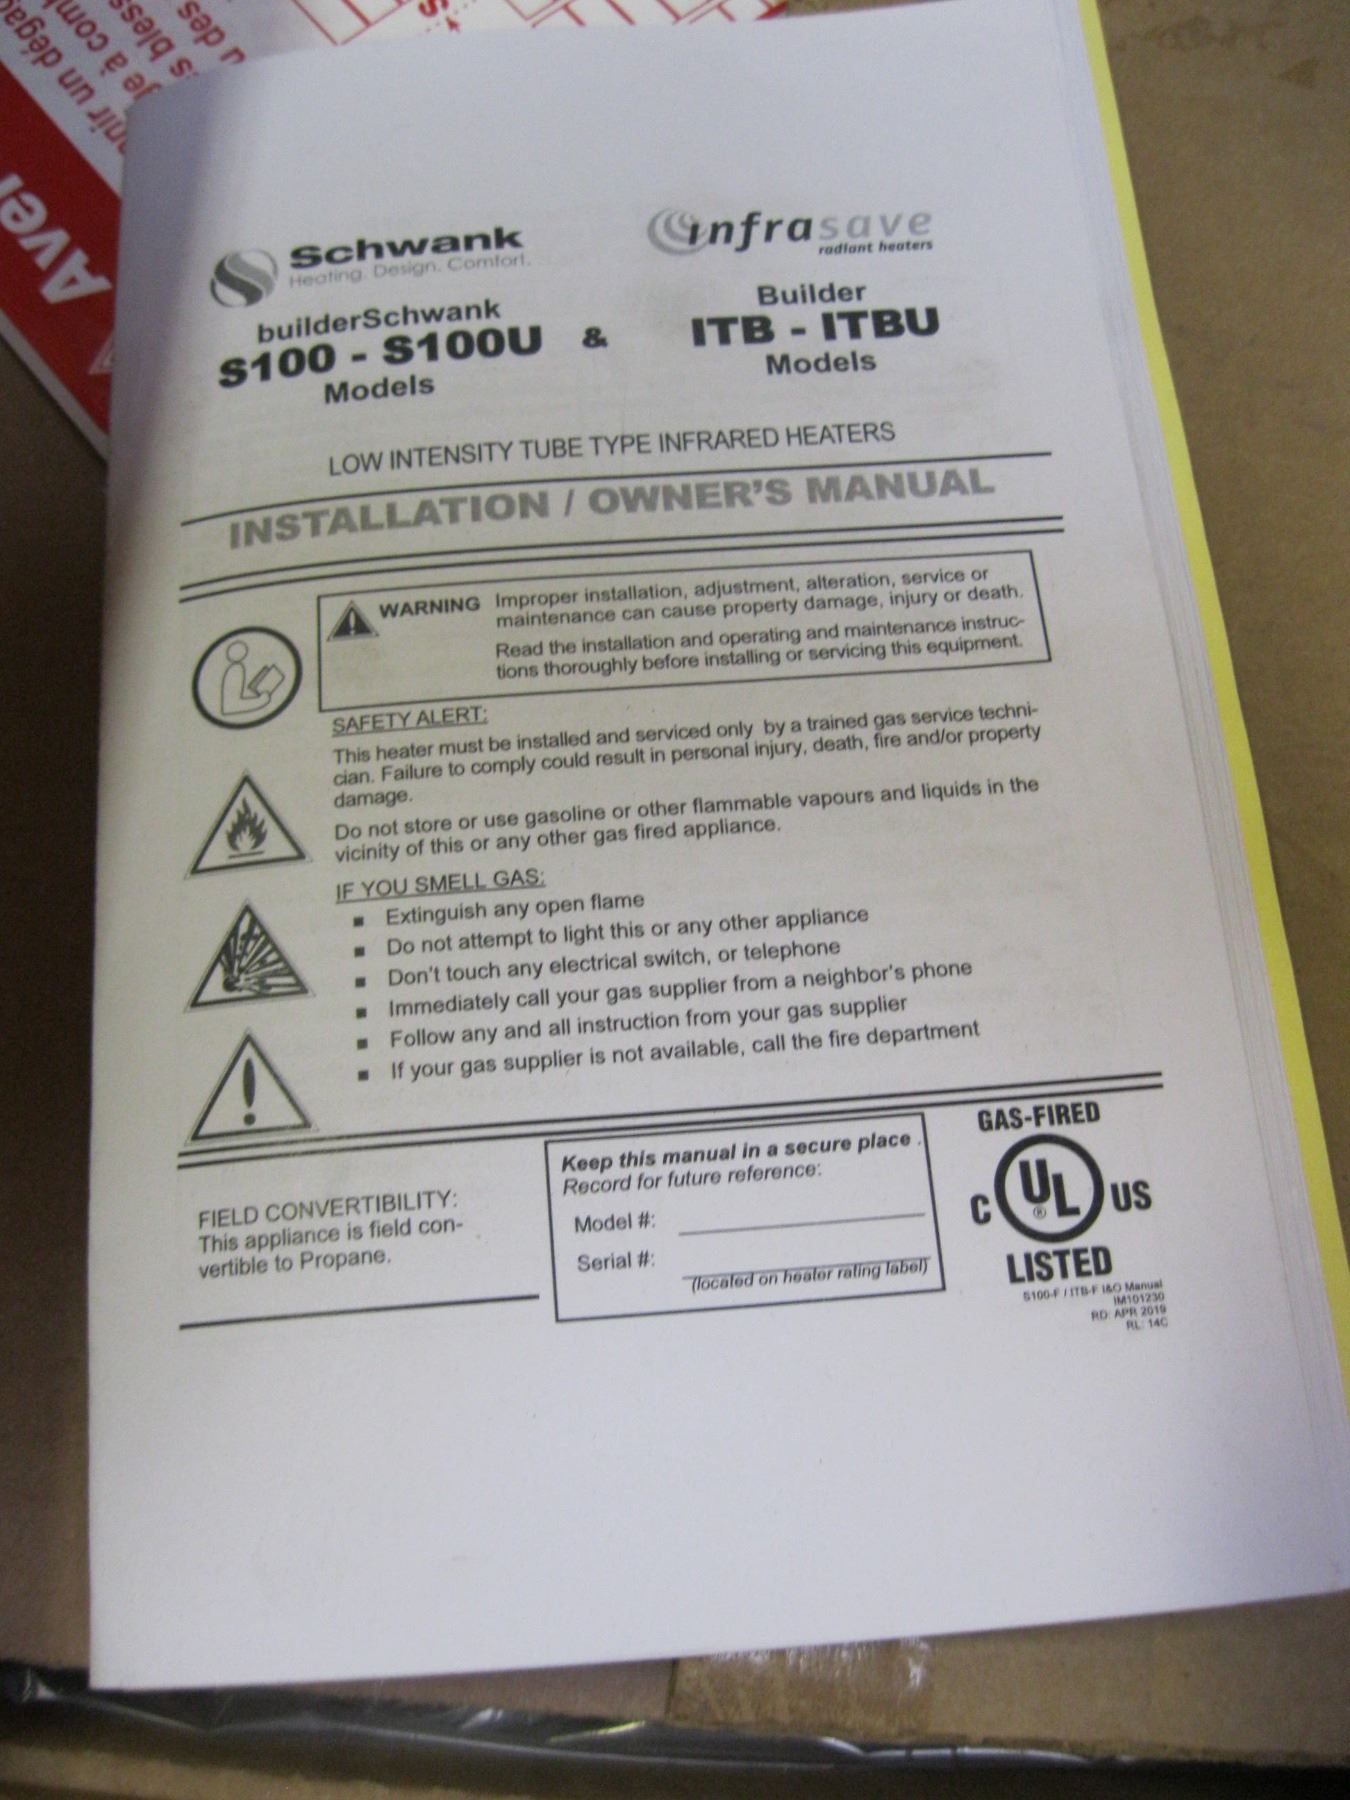 Aver
nir un dégag
ge à comb
s bless
u des
S
Schwank
Heating. Design. Comfort.
builderSchwank
S100 - S100U
Models
&
infrasave
radiant heaters
Builder
ITB - ITBU
Models
LOW INTENSITY TUBE TYPE INFRARED HEATERS
INSTALLATION / OWNER'S MANUAL
WARNING Improper installation, adjustment, alteration, service or
maintenance can cause property damage, injury or death.
Read the installation and operating and maintenance instruc-
tions thoroughly before installing or servicing this equipment.
SAFETY ALERT:
This heater must be installed and serviced only by a trained gas service techni-
cian. Failure to comply could result in personal injury, death, fire and/or property
damage.
Do not store or use gasoline or other flammable vapours and liquids in the
vicinity of this or any other gas fired appliance.
IF YOU SMELL GAS:
▪ Extinguish any open flame
▪ Do not attempt to light this or any other appliance
▪ Don't touch any electrical switch, or telephone
▪ Immediately call your gas supplier from a neighbor's phone
▪ Follow any and all instruction from your gas supplier
▪ If your gas supplier is not available, call the fire department
FIELD CONVERTIBILITY:
This appliance is field con-
vertible to Propane.
Keep this manual in a secure place .
Record for future reference:
Model #:
Serial #:
(located on heater rating label)
GAS-FIRED
C UL ® US
LISTED
S100-F / ITB-F I&O Manual
IM101230
RD: APR 2019
RL: 14C